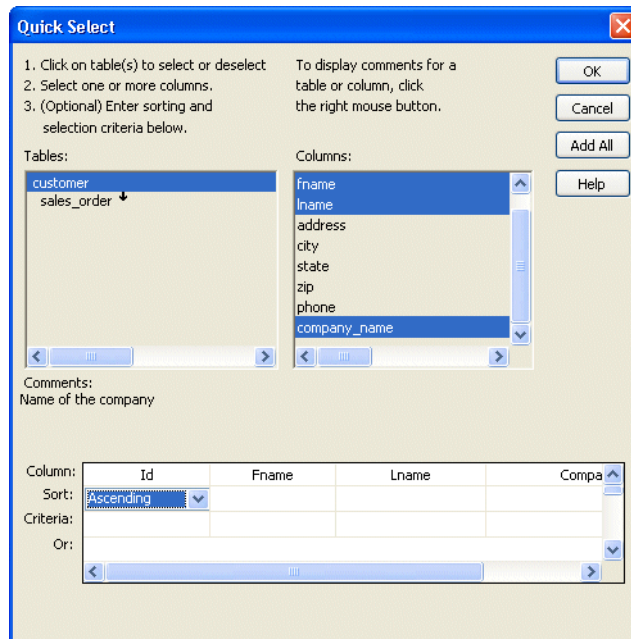 Quick Select
1. Click on table(s) to select or deselect
2. Select one or more columns.
3. (Optional) Enter sorting and
selection criteria below.
To display comments for a
table or column, click
the right mouse button.
OK
Cancel
Add All
Help
Tables:
customer
sales_order
Columns:
fname
lname
address
city
state
zip
phone
company_name
Comments:
Name of the company
Column: Id Fname Lname Compa
Sort: Ascending
Criteria:
Or: